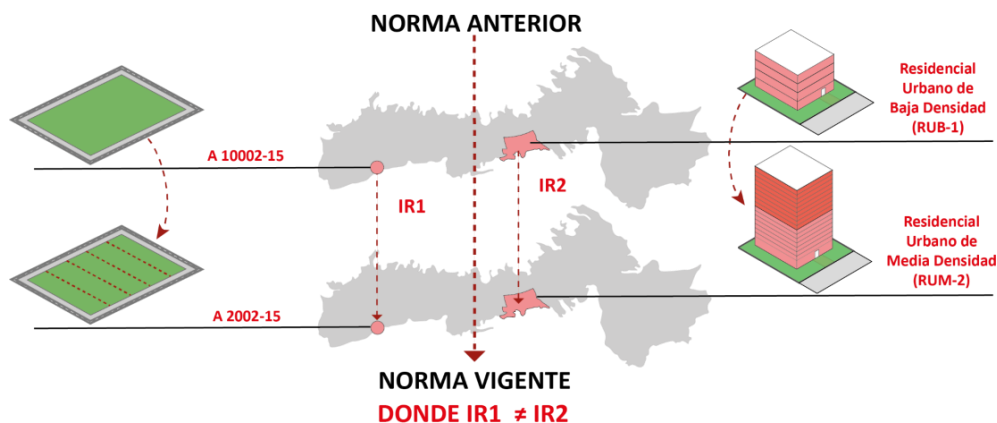 NORMA ANTERIOR
Residencial
Urbano de
Baja Densidad
(RUB-1)
A 10002-15
IR1
IR2
Residencial
Urbano de
Media Densidad
(RUM-2)
A 2002-15
NORMA VIGENTE
DONDE IR1 ≠ IR2